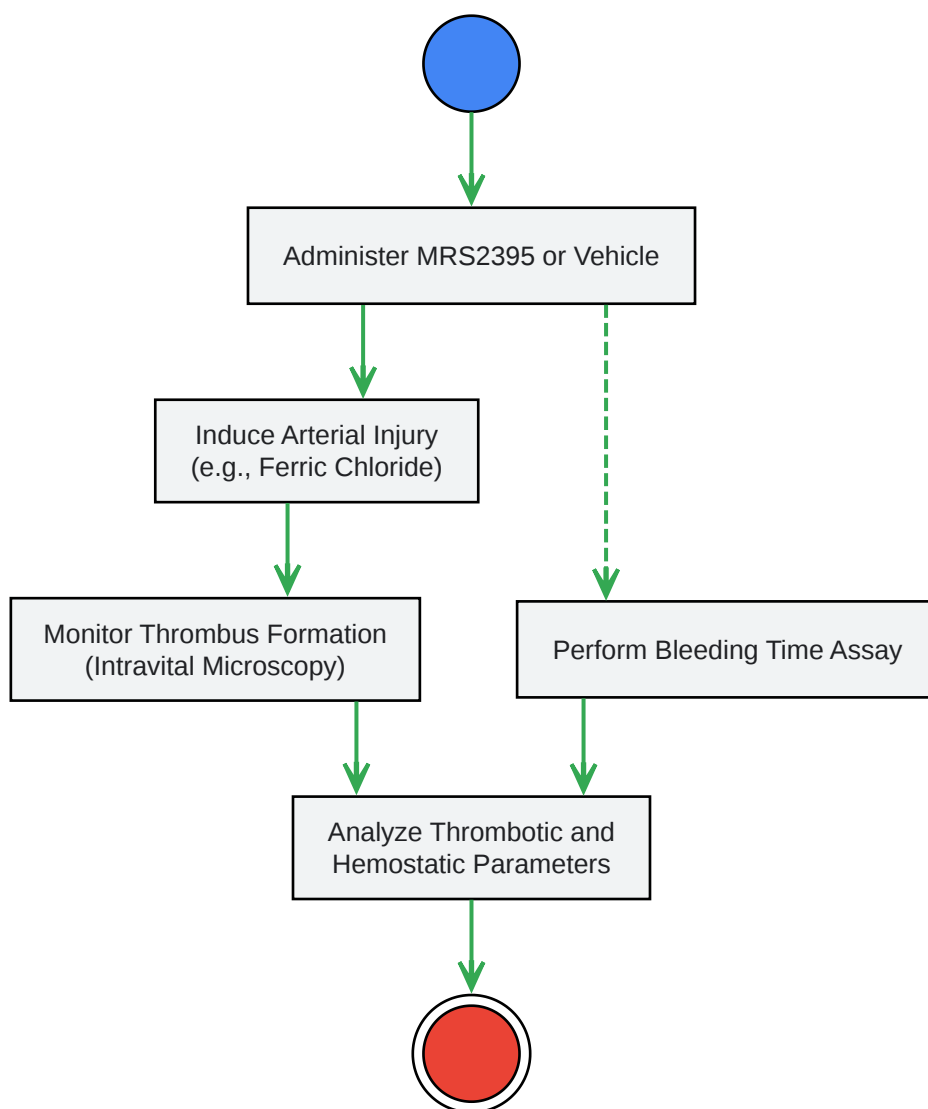 Administer MRS2395 or Vehicle
Induce Arterial Injury
(e.g., Ferric Chloride)
Monitor Thrombus Formation
(Intravital Microscopy)
Perform Bleeding Time Assay
Analyze Thrombotic and
Hemostatic Parameters